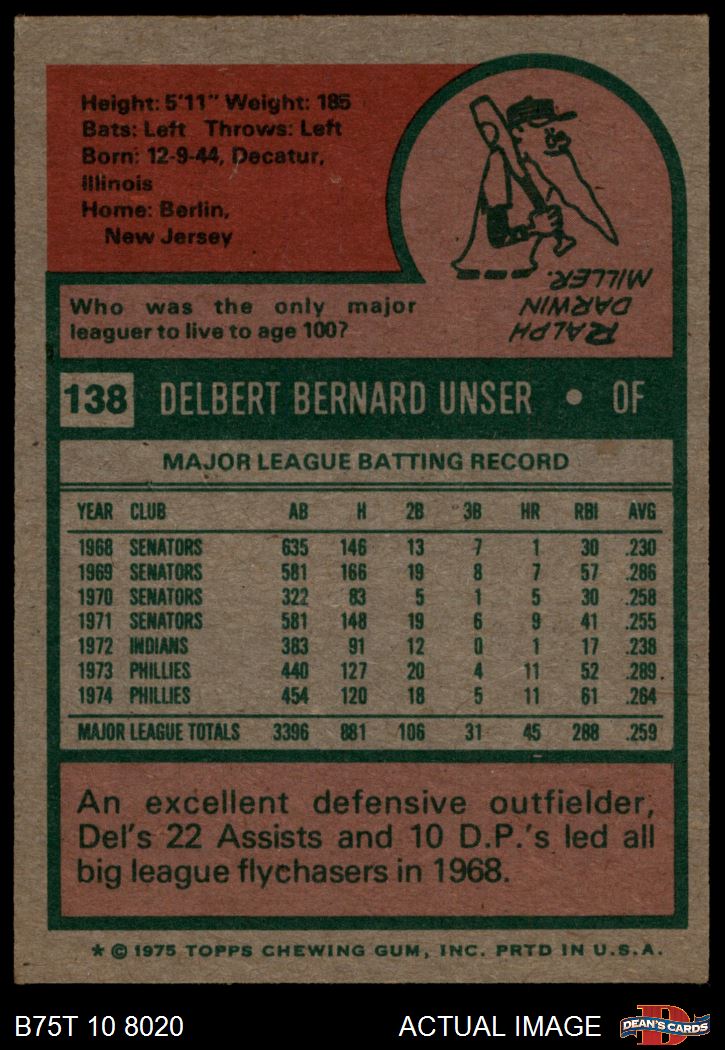 Height: 5'11" Weight: 185
Bats: Left Throws: Left
Born: 12-9-44, Decatur,
Illinois
Home: Berlin,
New Jersey
Who was the only major
leaguer to live to age 100?
RALPH
DARWIN
MILLER.
138 DELBERT BERNARD UNSER • OF
MAJOR LEAGUE BATTING RECORD
YEAR CLUB AB H 2B 3B HR RBI AVG
1968 SENATORS 635 146 13 7 1 30 .230
1969 SENATORS 581 166 19 8 7 57 .286
1970 SENATORS 322 83 5 1 5 30 .258
1971 SENATORS 581 148 19 6 9 41 .255
1972 INDIANS 383 91 12 0 1 17 .238
1973 PHILLIES 440 127 20 4 11 52 .289
1974 PHILLIES 454 120 18 5 11 61 .264
MAJOR LEAGUE TOTALS 3396 881 106 31 45 288 .259
An excellent defensive outfielder,
Del's 22 Assists and 10 D.P.'s led all
big league flychasers in 1968.
* © 1975 TOPPS CHEWING GUM, INC. PRTD IN U.S.A.
B75T 10 8020 ACTUAL IMAGE DEAN'S CARDS